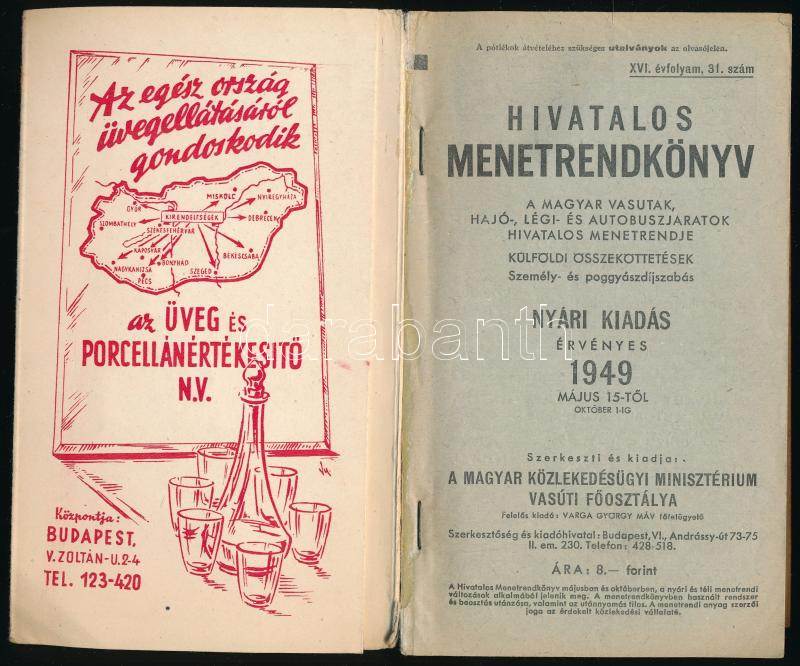 Az egész ország
üvegellátásáról
gondoskodik
MISKOLC
NYIREGYHÁZA
GYŐR
KIRENDELTSÉGEK
DEBRECEN
SZOMBATHELY
SZÉKESFEHÉRVÁR
KAPOSVÁR
BÉKÉSCSABA
BONYHÁD
NAGYKANIZSA
SZEGED
PÉCS
az ÜVEG ÉS
PORCELLÁNÉRTÉKESITŐ
N.V.
Központja:
BUDAPEST,
V. ZOLTÁN-U. 2-4
TEL. 123-420
A pótlékok átvételéhez szükséges utalványok az olvasójelen.
XVI. évfolyam, 31. szám
HIVATALOS
MENETRENDKÖNYV
A MAGYAR VASUTAK,
HAJÓ-, LÉGI- ÉS AUTOBUSZJARATOK
HIVATALOS MENETRENDJE
KÜLFÖLDI ÖSSZEKÖTTETÉSEK
Személy- és poggyászdíjszabás
NYÁRI KIADÁS
ÉRVÉNYES
1949
MÁJUS 15-TŐL
OKTÓBER 1-IG
Szerkeszti és kiadja:
A MAGYAR KÖZLEKEDÉSÜGYI MINISZTÉRIUM
VASÚTI FŐOSZTÁLYA
Felelős kiadó: VARGA GYÖRGY MÁV főfelügyelő
Szerkesztőség és kiadóhivatal: Budapest, VI., Andrássy-út 73-75
II. em. 230. Telefon: 428-518.
ÁRA: 8.— forint
A Hivatalos Menetrendkönyv májusban és októberben, a nyári és téli menetrendi
változások alkalmából jelenik meg. A menetrendkönyvben használt rendszer
és beosztás utánzása, valamint az utánnyomás tilos. A menetrendi anyag szerzői
joga az érdekelt közlekedési vállalaté.
darabanth